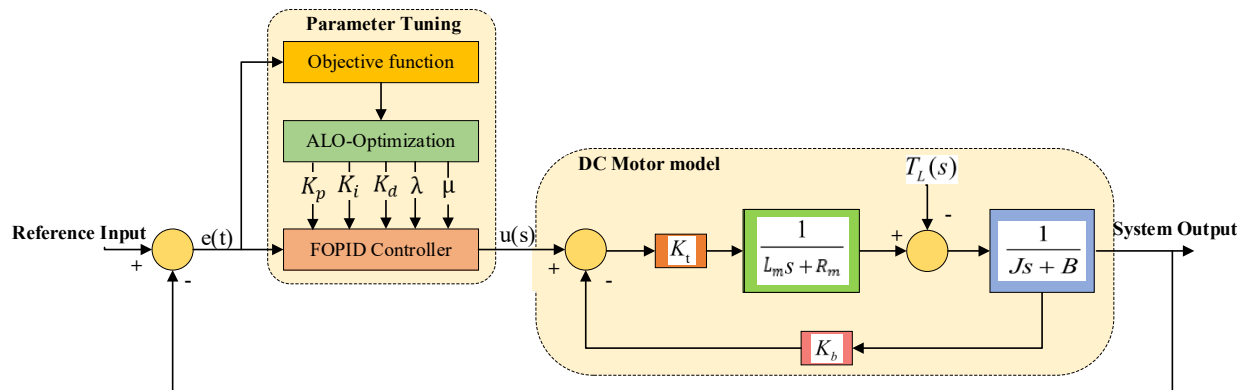 Parameter Tuning
Objective function
ALO-Optimization
K_p K_i K_d λ μ
FOPID Controller
Reference Input
+
-
e(t)
u(s)
DC Motor model
+
-
K_t
1
L_m s + R_m
T_L(s)
+
-
1
Js + B
K_b
System Output